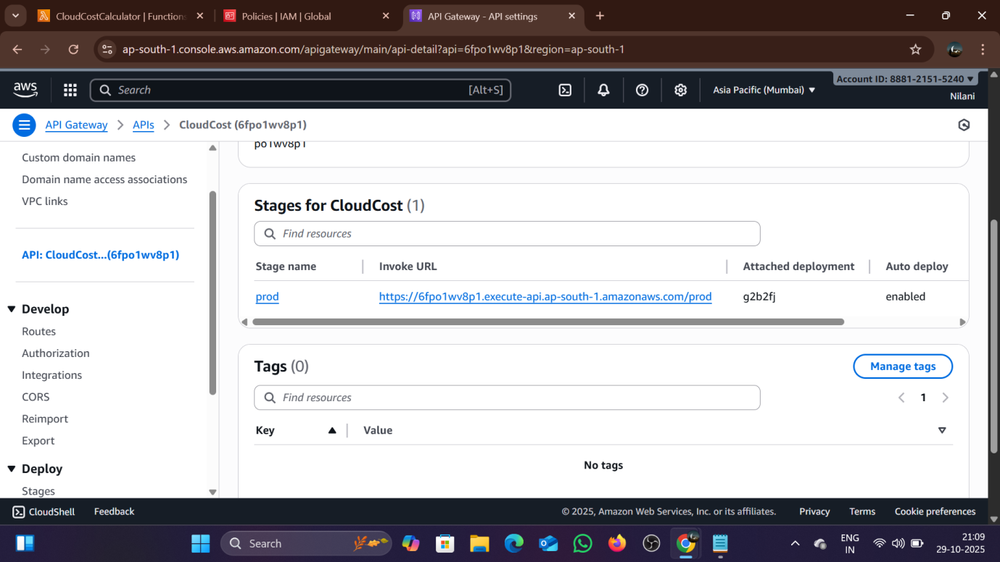 CloudCostCalculator | Functions
Policies | IAM | Global
API Gateway - API settings
ap-south-1.console.aws.amazon.com/apigateway/main/api-detail?api=6fpo1wv8p1&region=ap-south-1
aws
Search
[Alt+S]
Asia Pacific (Mumbai)
Account ID: 8881-2151-5240
Nilani
API Gateway > APIs > CloudCost (6fpo1wv8p1)
Custom domain names
Domain name access associations
VPC links
API: CloudCost...(6fpo1wv8p1)
Develop
Routes
Authorization
Integrations
CORS
Reimport
Export
Deploy
Stages
po1wv8p1
Stages for CloudCost (1)
Find resources
Stage name Invoke URL Attached deployment Auto deploy
prod https://6fpo1wv8p1.execute-api.ap-south-1.amazonaws.com/prod g2b2fj enabled
Tags (0)
Manage tags
Find resources
1
Key Value
No tags
CloudShell Feedback © 2025, Amazon Web Services, Inc. or its affiliates. Privacy Terms Cookie preferences
Search
ENG
IN
21:09
29-10-2025